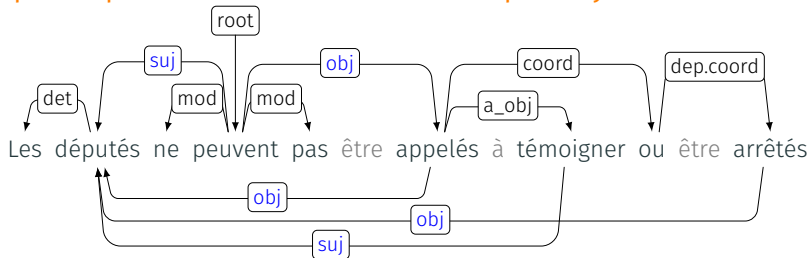 root
suj
obj
coord
dep.coord
det
mod
mod
a_obj
Les députés ne peuvent pas être appelés à témoigner ou être arrêtés
obj
obj
suj